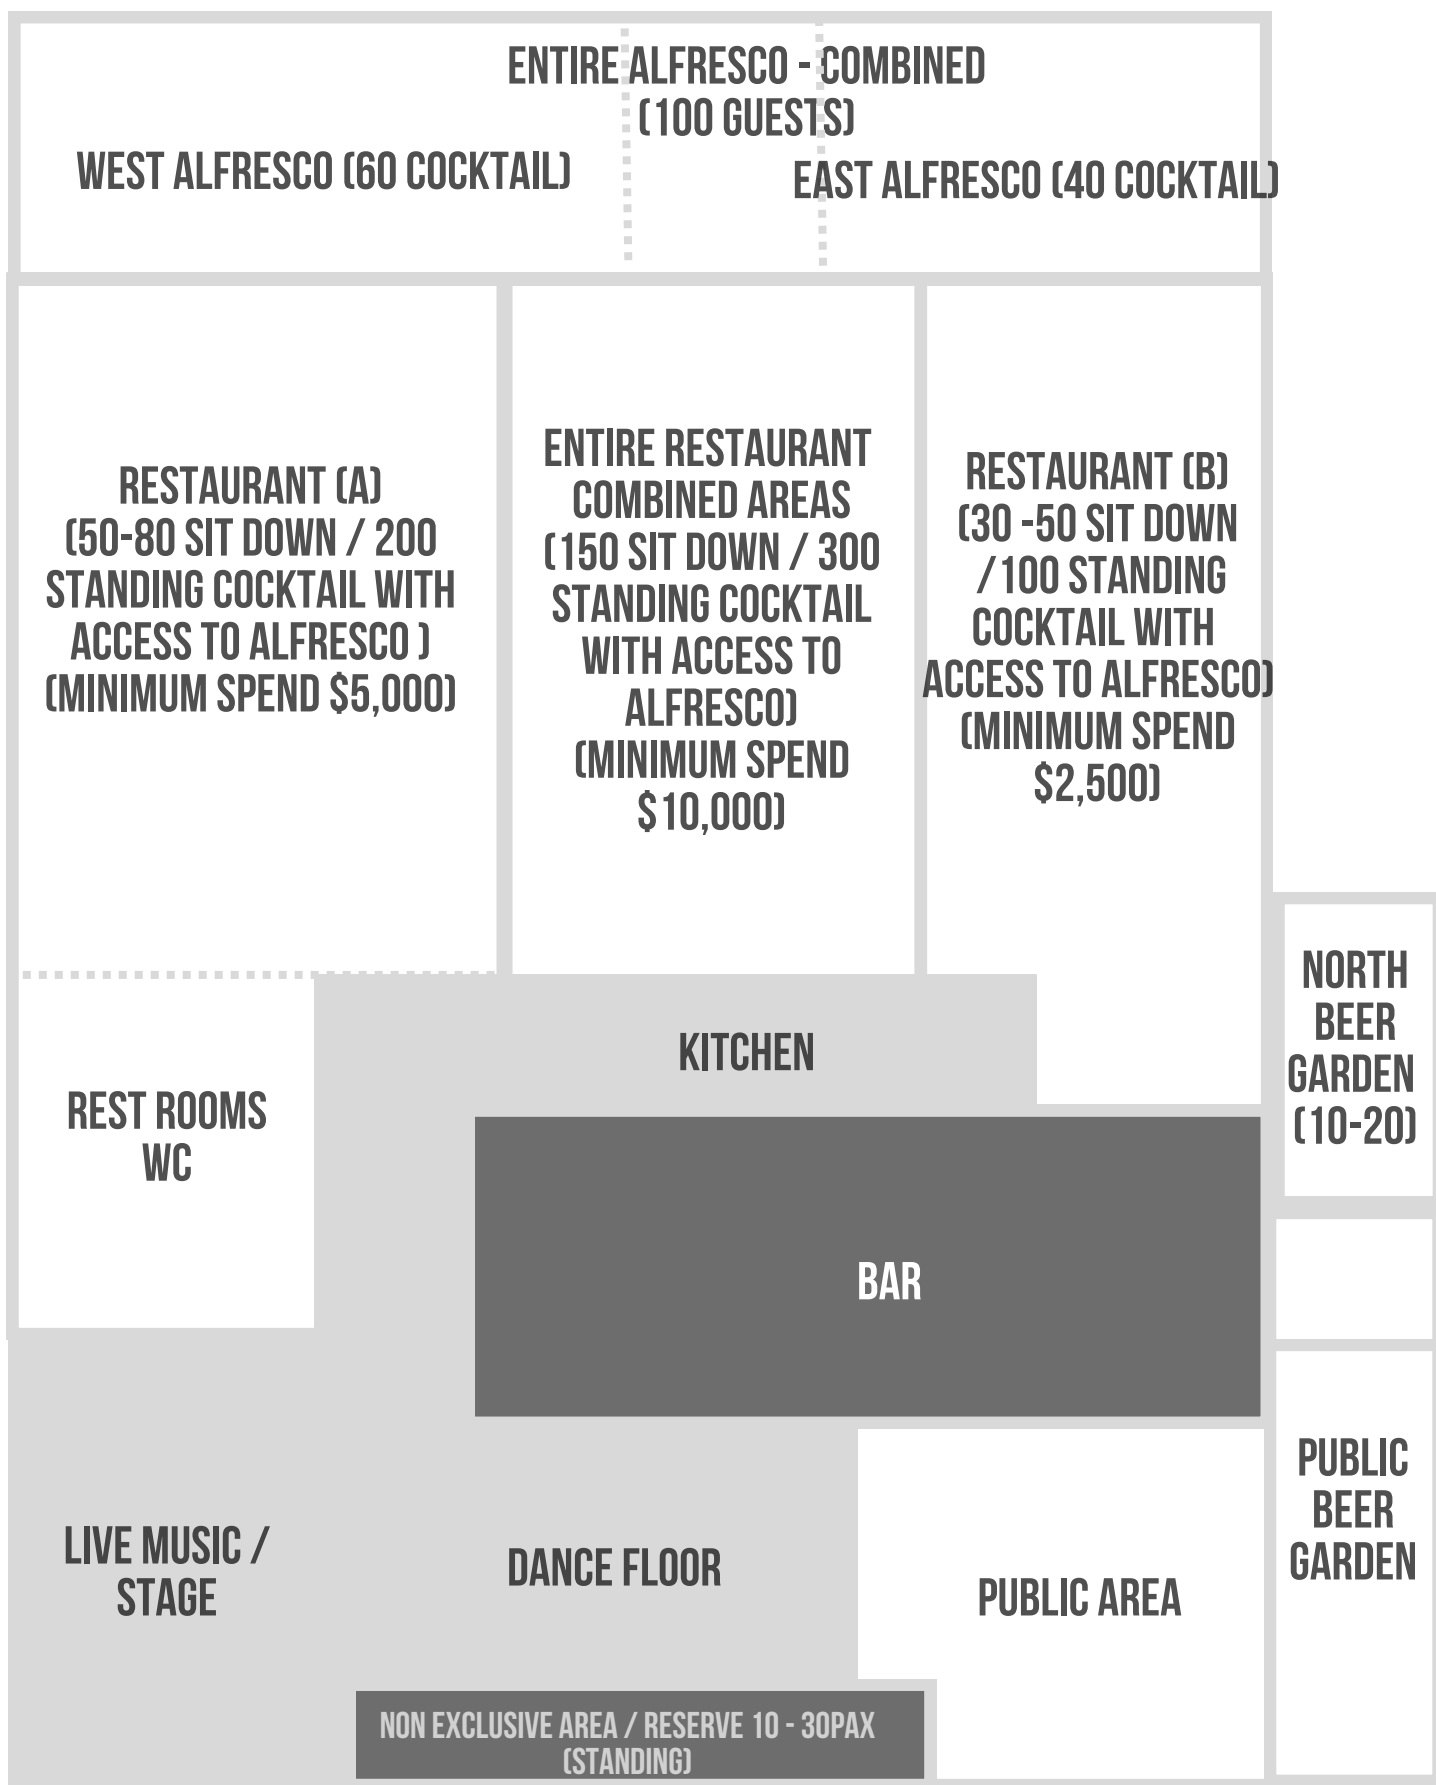 ENTIRE ALFRESCO - COMBINED
(100 GUESTS)
WEST ALFRESCO (60 COCKTAIL)
EAST ALFRESCO (40 COCKTAIL)
RESTAURANT (A)
(50-80 SIT DOWN / 200
STANDING COCKTAIL WITH
ACCESS TO ALFRESCO )
(MINIMUM SPEND $5,000)
ENTIRE RESTAURANT
COMBINED AREAS
(150 SIT DOWN / 300
STANDING COCKTAIL
WITH ACCESS TO
ALFRESCO)
(MINIMUM SPEND
$10,000)
RESTAURANT (B)
(30 -50 SIT DOWN
/100 STANDING
COCKTAIL WITH
ACCESS TO ALFRESCO)
(MINIMUM SPEND
$2,500)
NORTH
BEER
GARDEN
(10-20)
KITCHEN
REST ROOMS
WC
BAR
PUBLIC
BEER
GARDEN
LIVE MUSIC /
STAGE
DANCE FLOOR
PUBLIC AREA
NON EXCLUSIVE AREA / RESERVE 10 - 30PAX
(STANDING)